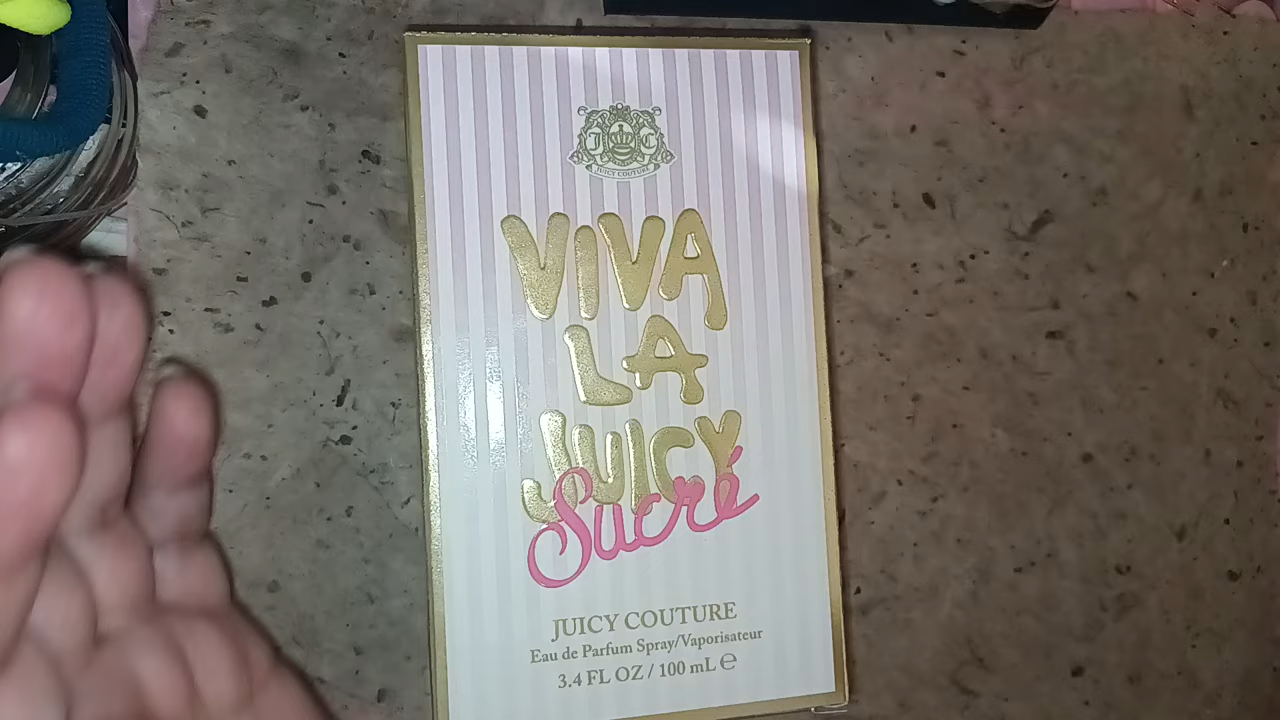 J C
JUICY COUTURE
VIVA
LA
JUICY
Sucré
JUICY COUTURE
Eau de Parfum Spray/Vaporisateur
3.4 FL OZ / 100 mL ℮